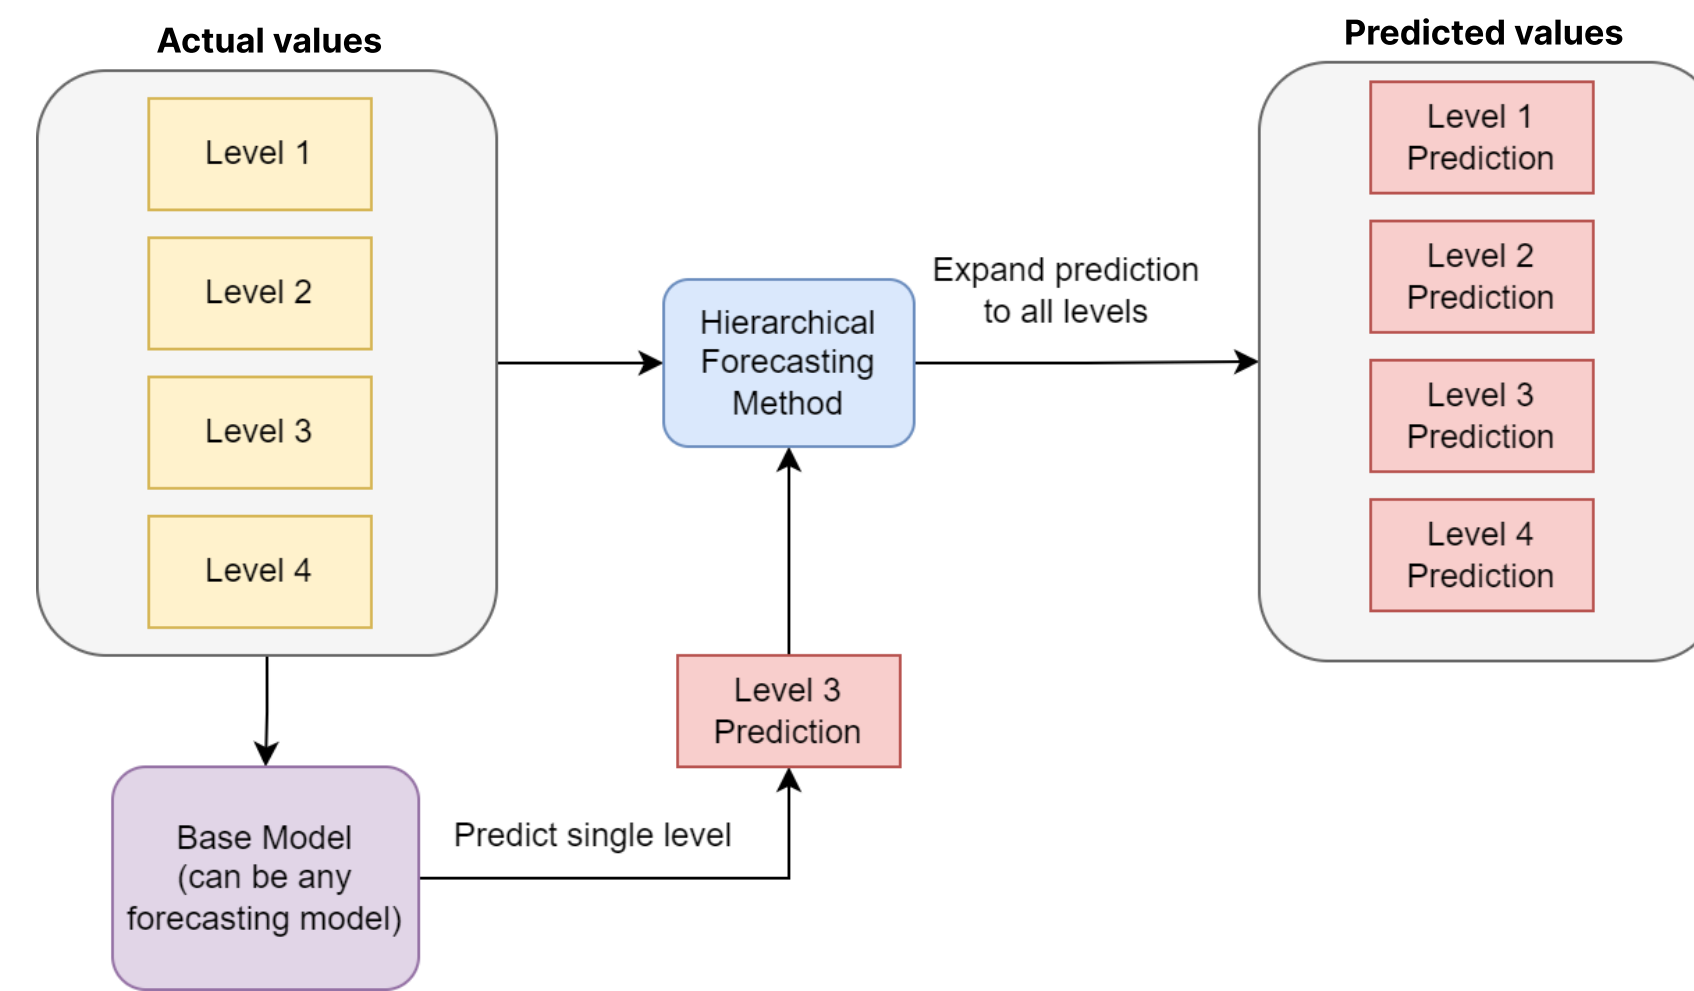 Actual values
Level 1
Level 2
Level 3
Level 4
Base Model
(can be any
forecasting model)
Predict single level
Level 3
Prediction
Hierarchical
Forecasting
Method
Expand prediction
to all levels
Predicted values
Level 1
Prediction
Level 2
Prediction
Level 3
Prediction
Level 4
Prediction